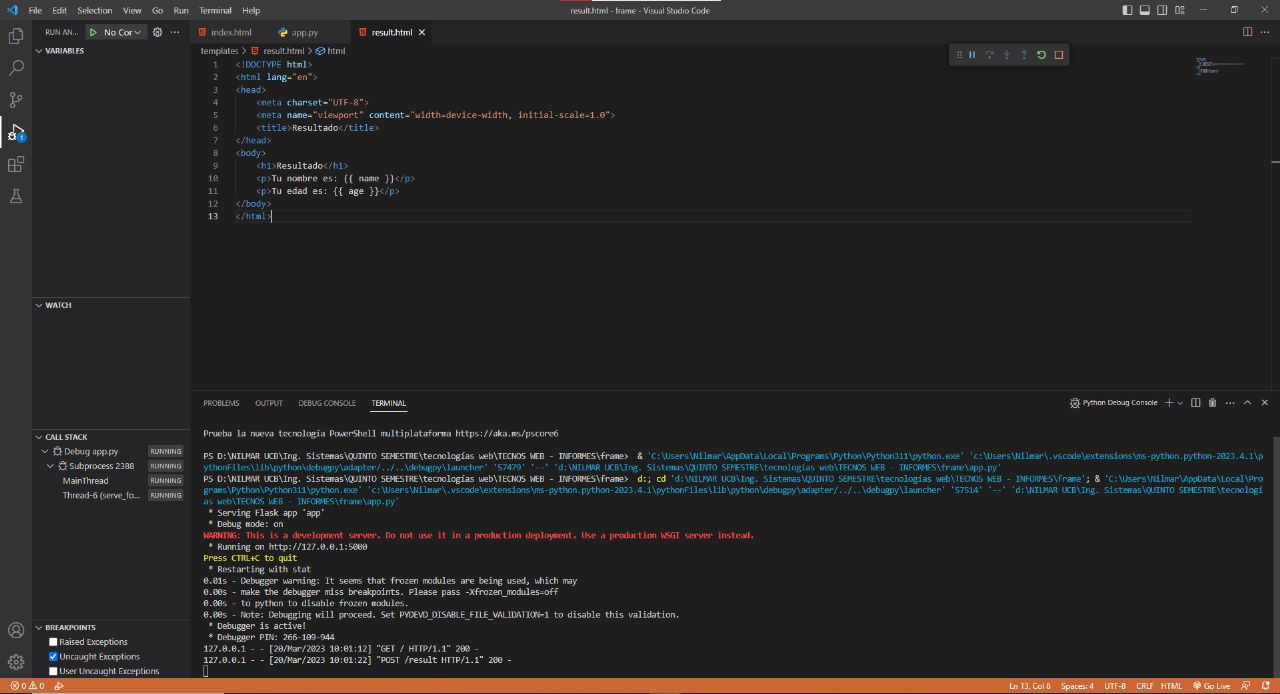 File Edit Selection View Go Run Terminal Help
result.html - frame - Visual Studio Code
RUN AN... No Cor
index.html app.py result.html
VARIABLES
templates > result.html > html
1 <!DOCTYPE html>
2 <html lang="en">
3 <head>
4 <meta charset="UTF-8">
5 <meta name="viewport" content="width=device-width, initial-scale=1.0">
6 <title>Resultado</title>
7 </head>
8 <body>
9 <h1>Resultado</h1>
10 <p>Tu nombre es: {{ name }}</p>
11 <p>Tu edad es: {{ age }}</p>
12 </body>
13 </html>
1
WATCH
CALL STACK
Debug app.py RUNNING
Subprocess 2388 RUNNING
MainThread RUNNING
Thread-6 (serve_fo... RUNNING
BREAKPOINTS
Raised Exceptions
Uncaught Exceptions
User Uncaught Exceptions
PROBLEMS OUTPUT DEBUG CONSOLE TERMINAL
Python Debug Console
Prueba la nueva tecnología PowerShell multiplataforma https://aka.ms/pscore6
PS D:\NILMAR UCB\Ing. Sistemas\QUINTO SEMESTRE\tecnologías web\TECNOS WEB - INFORMES\frame> & 'C:\Users\Nilmar\AppData\Local\Programs\Python\Python311\python.exe' 'c:\Users\Nilmar\.vscode\extensions\ms-python.python-2023.4.1\p
ythonFiles\lib\python\debugpy\adapter/../..\debugpy\launcher' '57479' '--' 'd:\NILMAR UCB\Ing. Sistemas\QUINTO SEMESTRE\tecnologías web\TECNOS WEB - INFORMES\frame\app.py'
PS D:\NILMAR UCB\Ing. Sistemas\QUINTO SEMESTRE\tecnologías web\TECNOS WEB - INFORMES\frame> d:; cd 'd:\NILMAR UCB\Ing. Sistemas\QUINTO SEMESTRE\tecnologías web\TECNOS WEB - INFORMES\frame'; & 'C:\Users\Nilmar\AppData\Local\Pro
grams\Python\Python311\python.exe' 'c:\Users\Nilmar\.vscode\extensions\ms-python.python-2023.4.1\pythonFiles\lib\python\debugpy\adapter/../..\debugpy\launcher' '57514' '--' 'd:\NILMAR UCB\Ing. Sistemas\QUINTO SEMESTRE\tecnologí
as web\TECNOS WEB - INFORMES\frame\app.py'
* Serving Flask app 'app'
* Debug mode: on
WARNING: This is a development server. Do not use it in a production deployment. Use a production WSGI server instead.
* Running on http://127.0.0.1:5000
Press CTRL+C to quit
* Restarting with stat
0.01s - Debugger warning: It seems that frozen modules are being used, which may
0.00s - make the debugger miss breakpoints. Please pass -Xfrozen_modules=off
0.00s - to python to disable frozen modules.
0.00s - Note: Debugging will proceed. Set PYDEVD_DISABLE_FILE_VALIDATION=1 to disable this validation.
* Debugger is active!
* Debugger PIN: 266-109-944
127.0.0.1 - - [20/Mar/2023 10:01:12] "GET / HTTP/1.1" 200 -
127.0.0.1 - - [20/Mar/2023 10:01:22] "POST /result HTTP/1.1" 200 -
0 0
Ln 13, Col 8 Spaces: 4 UTF-8 CRLF HTML Go Live